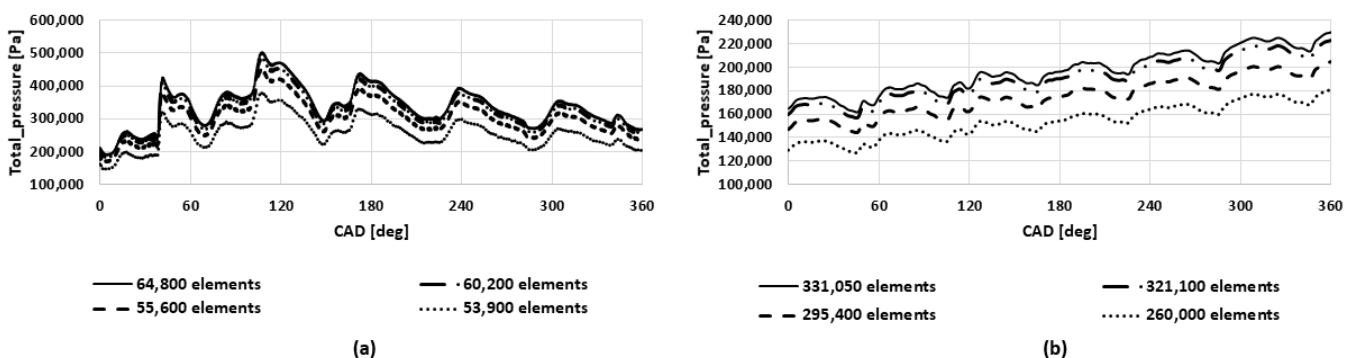 Total_pressure [Pa]
600,000
500,000
400,000
300,000
200,000
100,000
0 60 120 180 240 300 360
CAD [deg]
64,800 elements 60,200 elements
55,600 elements 53,900 elements
(a)
Total_pressure [Pa]
240,000
220,000
200,000
180,000
160,000
140,000
120,000
100,000
0 60 120 180 240 300 360
CAD [deg]
331,050 elements 321,100 elements
295,400 elements 260,000 elements
(b)